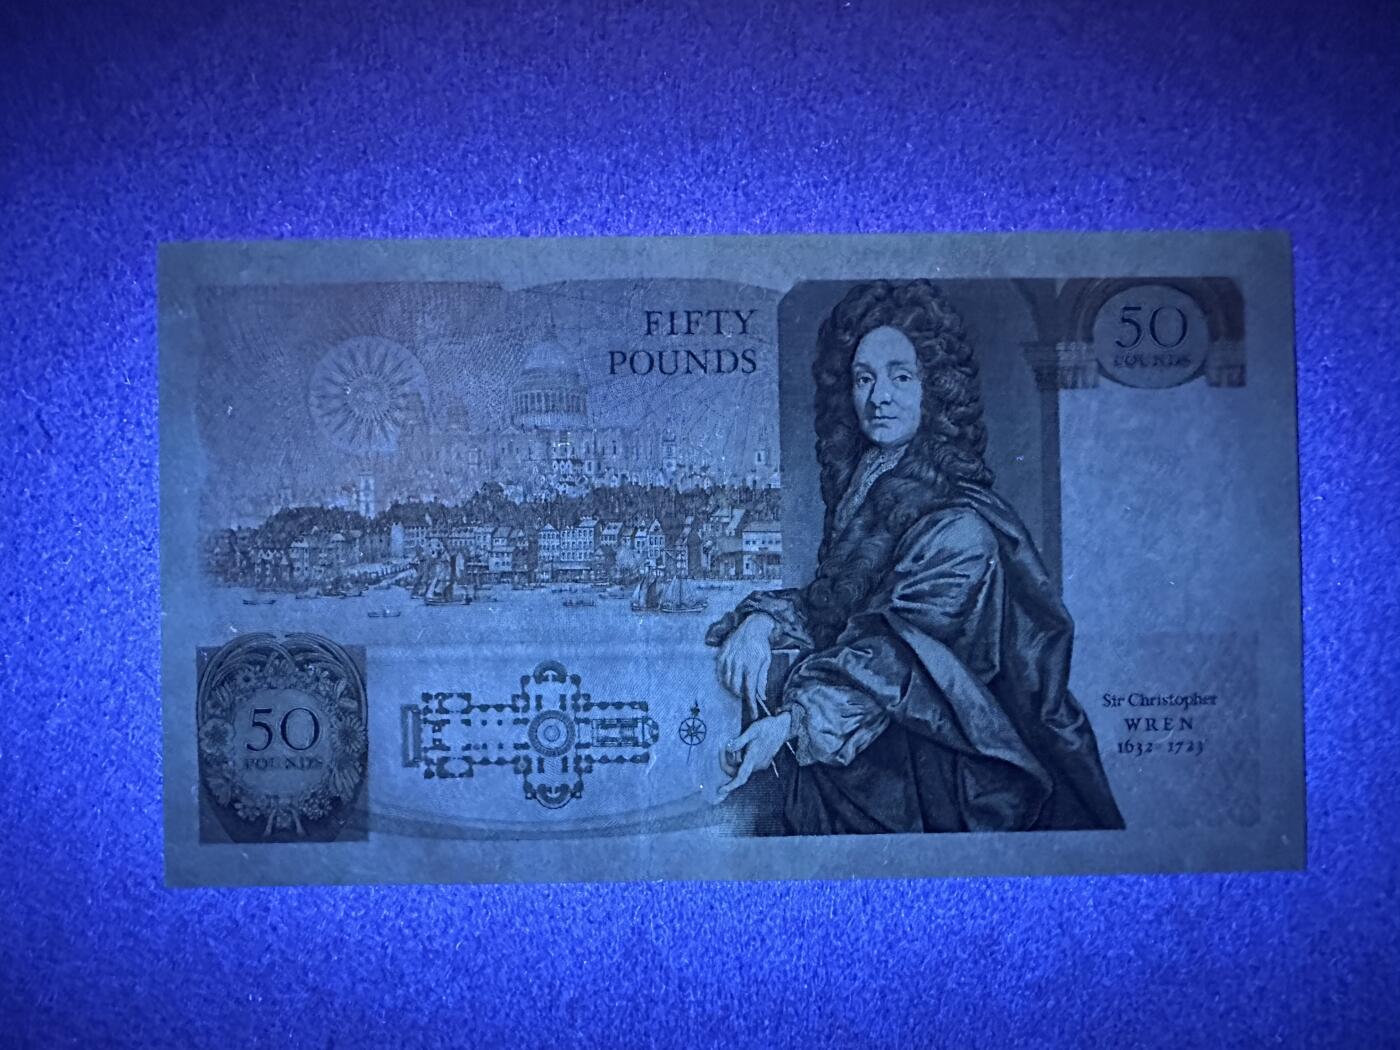 FIFTY
POUNDS
50
POUNDS
50
POUNDS
Sir Christopher
WREN
1632-1723